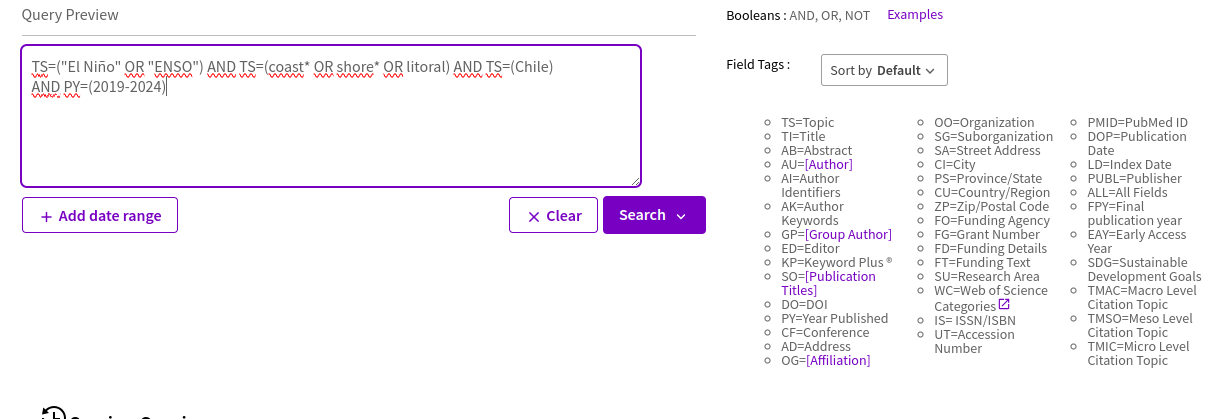 Query Preview
TS=("El Niño" OR "ENSO") AND TS=(coast* OR shore* OR litoral) AND TS=(Chile)
AND PY=(2019-2024)
+ Add date range
× Clear
Search
Booleans : AND, OR, NOT Examples
Field Tags :
Sort by Default
TS=Topic
TI=Title
AB=Abstract
AU=[Author]
AI=Author
Identifiers
AK=Author
Keywords
GP=[Group Author]
ED=Editor
KP=Keyword Plus ®
SO=[Publication
Titles]
DO=DOI
PY=Year Published
CF=Conference
AD=Address
OG=[Affiliation]
OO=Organization
SG=Suborganization
SA=Street Address
CI=City
PS=Province/State
CU=Country/Region
ZP=Zip/Postal Code
FO=Funding Agency
FG=Grant Number
FD=Funding Details
FT=Funding Text
SU=Research Area
WC=Web of Science
Categories
IS= ISSN/ISBN
UT=Accession
Number
PMID=PubMed ID
DOP=Publication
Date
LD=Index Date
PUBL=Publisher
ALL=All Fields
FPY=Final
publication year
EAY=Early Access
Year
SDG=Sustainable
Development Goals
TMAC=Macro Level
Citation Topic
TMSO=Meso Level
Citation Topic
TMIC=Micro Level
Citation Topic